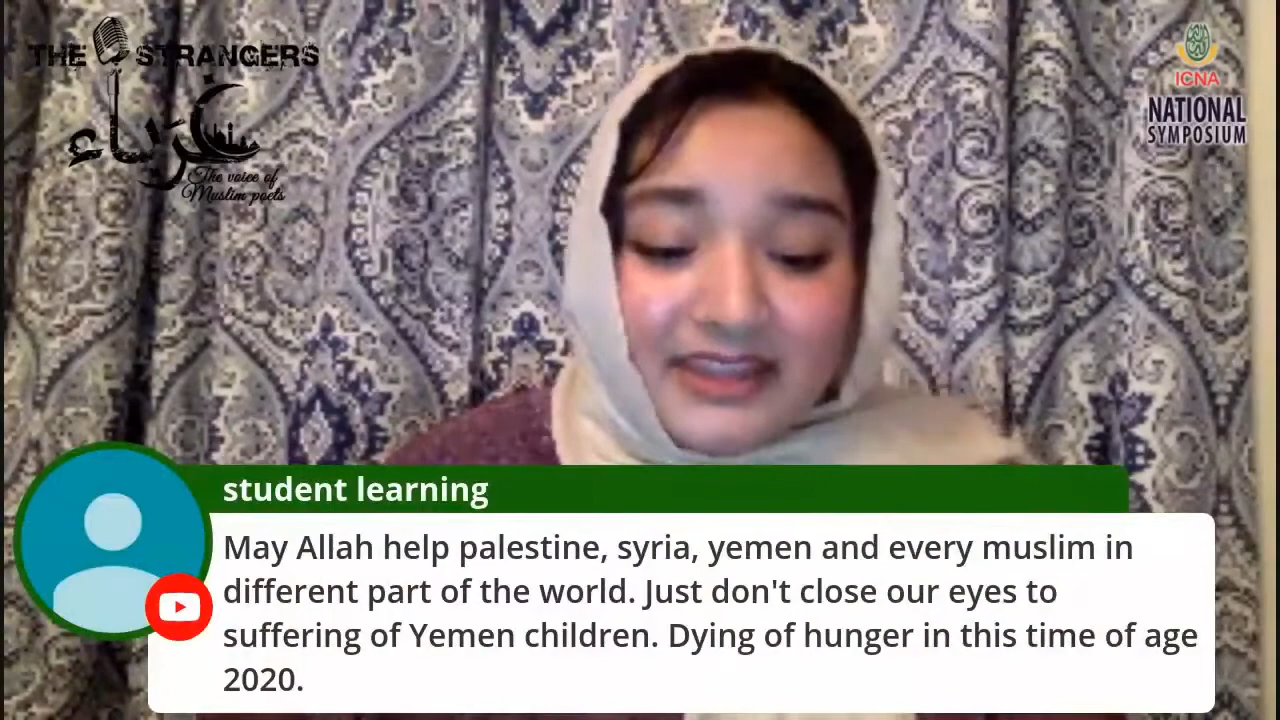 THE STRANGERS
غرباء
The voice of
Muslim poets
ICNA
NATIONAL
SYMPOSIUM
student learning
May Allah help palestine, syria, yemen and every muslim in
different part of the world. Just don't close our eyes to
suffering of Yemen children. Dying of hunger in this time of age
2020.